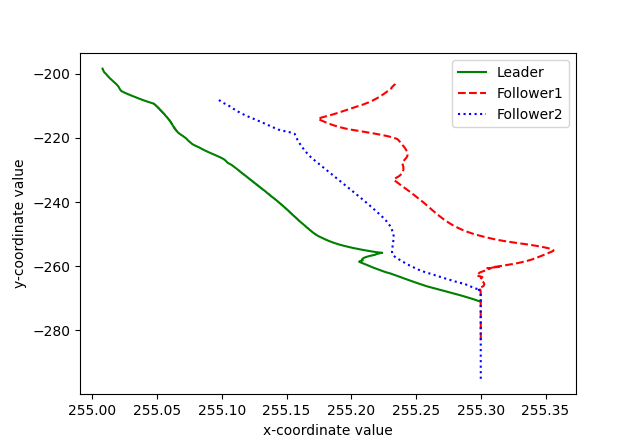 Leader
Follower1
Follower2
−200
−220
−240
−260
−280
y-coordinate value
255.00 255.05 255.10 255.15 255.20 255.25 255.30 255.35
x-coordinate value